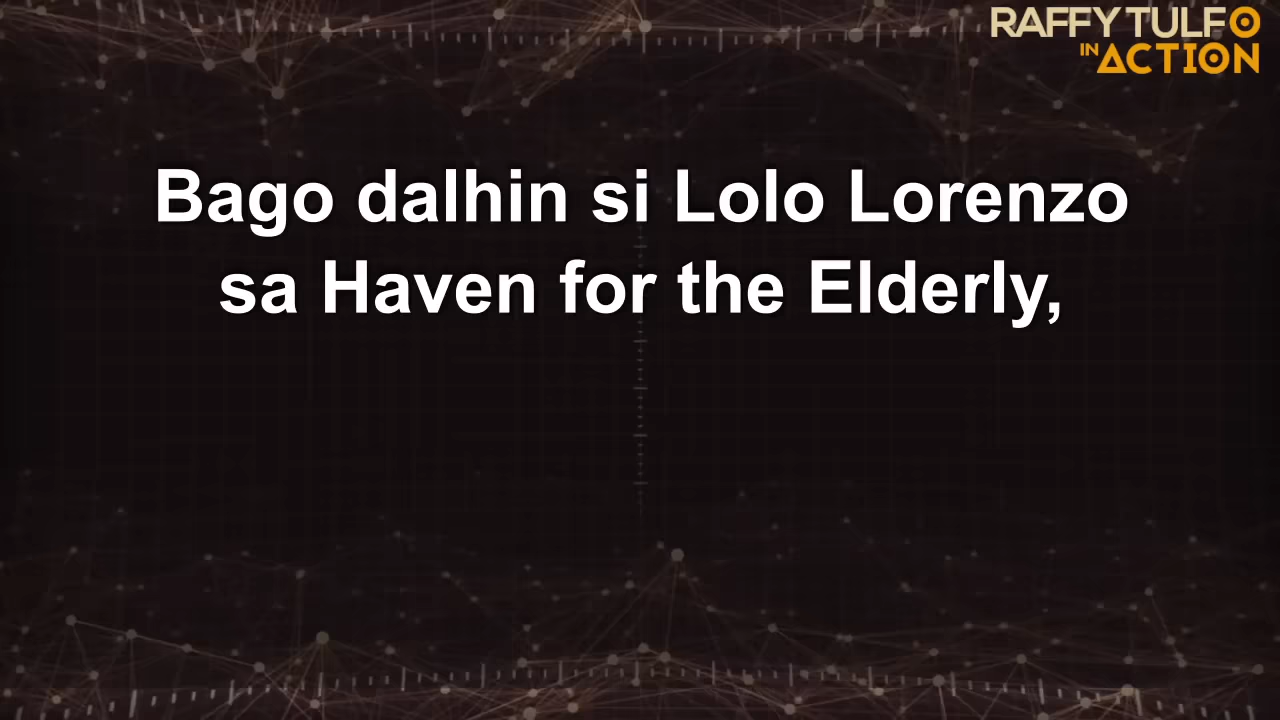 RAFFY TULFO
IN ACTION
Bago dalhin si Lolo Lorenzo
sa Haven for the Elderly,